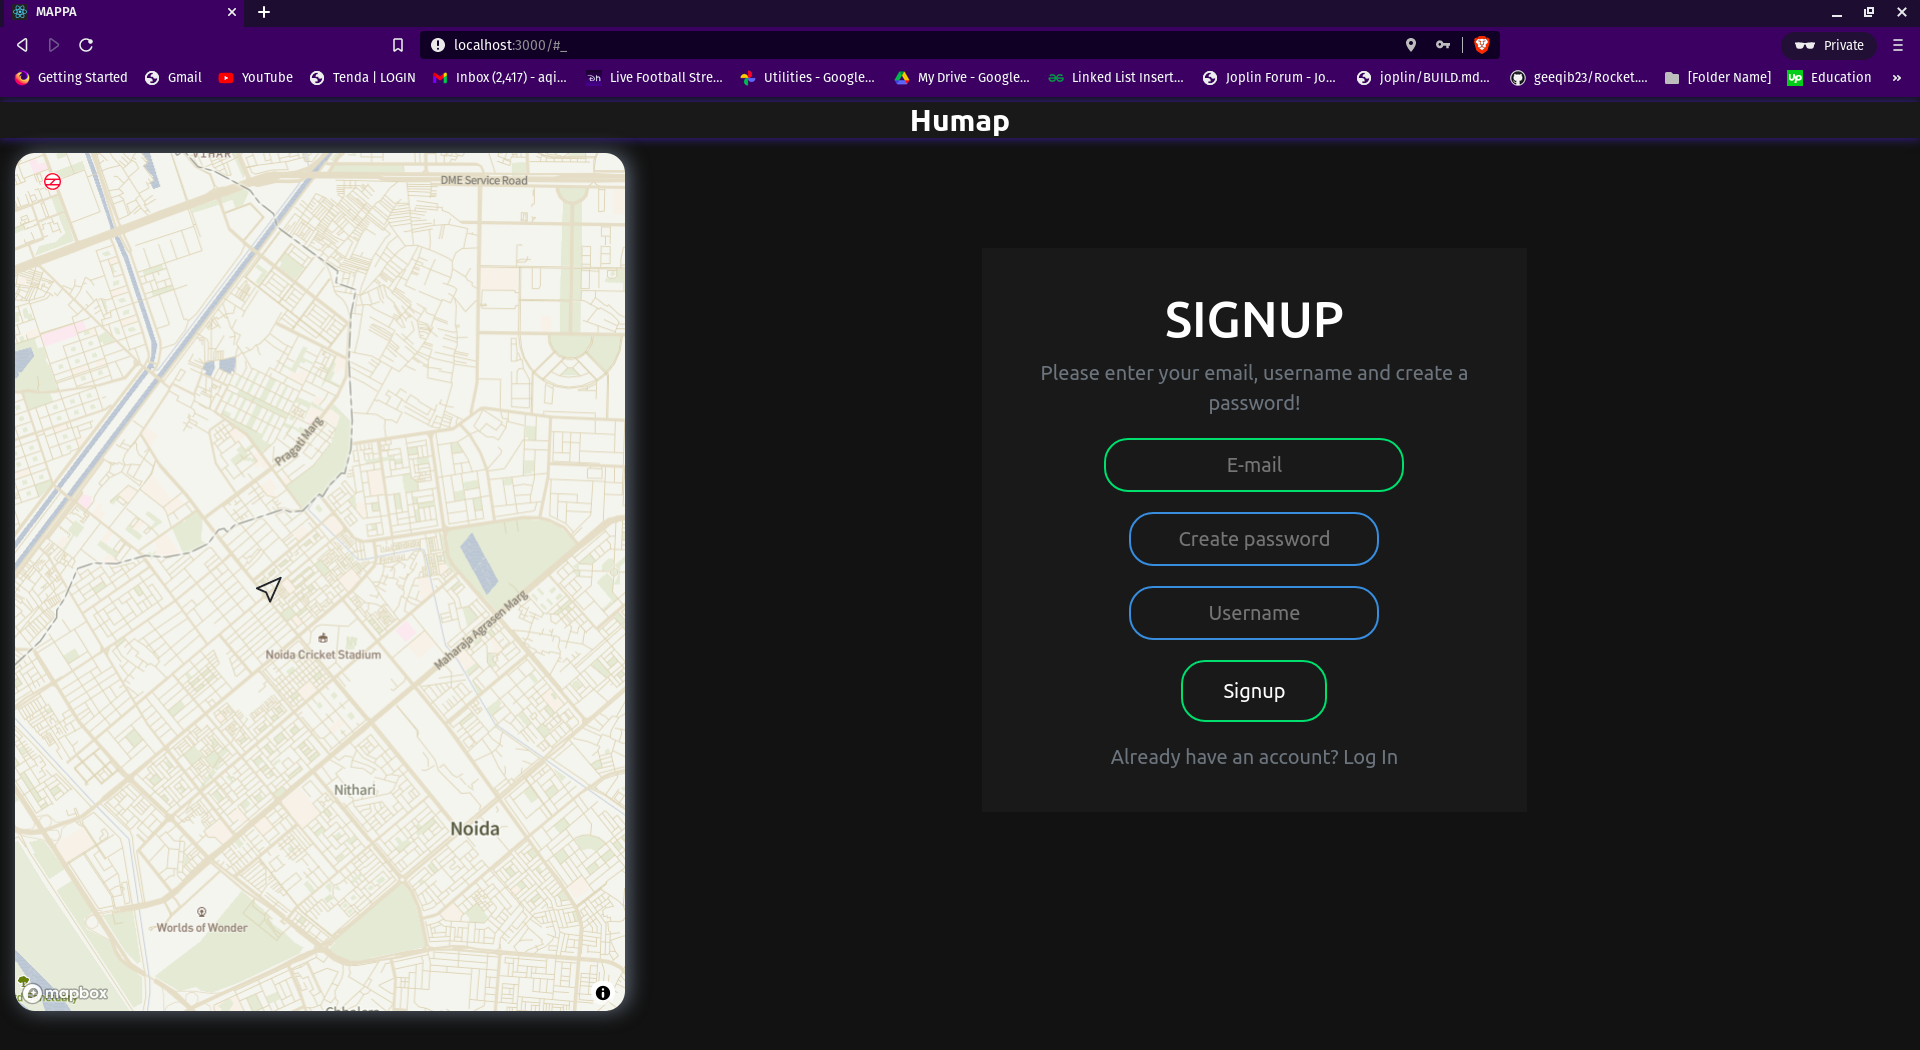 MAPPA
localhost:3000/#_
Private
Getting Started
Gmail
YouTube
Tenda | LOGIN
Inbox (2,417) - aqi...
Live Football Stre...
Utilities - Google...
My Drive - Google...
Linked List Insert...
Joplin Forum - Jo...
joplin/BUILD.md...
geeqib23/Rocket....
[Folder Name]
Education
Humap
VIHAR
DME Service Road
Pragati Marg
Maharaja Agrasen Marg
Noida Cricket Stadium
Nithari
Noida
Worlds of Wonder
mapbox
SIGNUP
Please enter your email, username and create a
password!
E-mail
Create password
Username
Signup
Already have an account? Log In